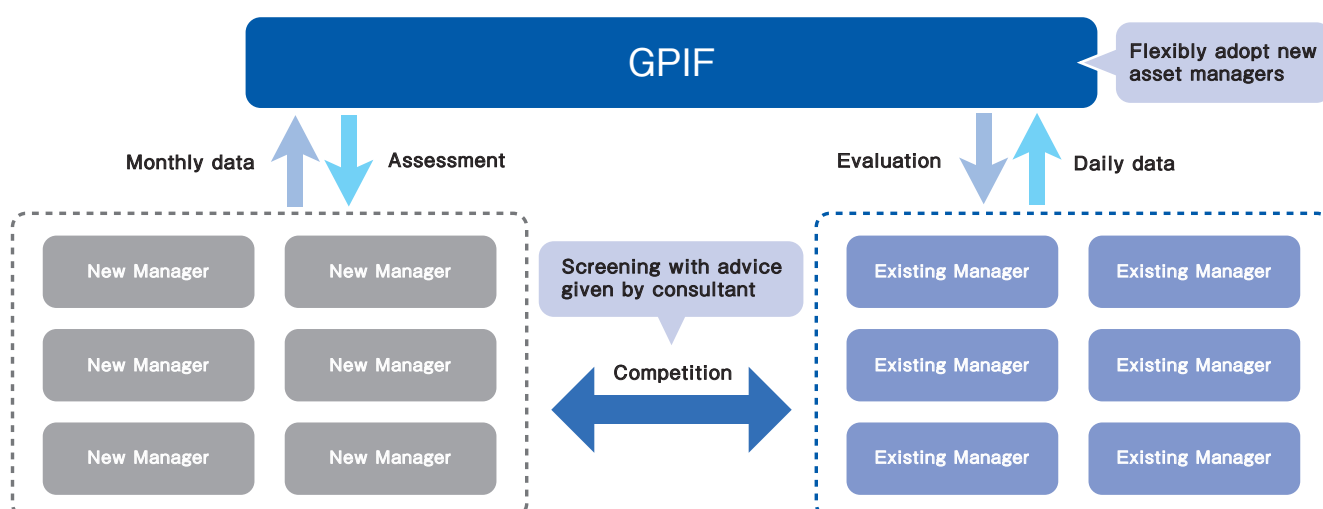 GPIF
Flexibly adopt new
asset managers
Monthly data
Assessment
Evaluation
Daily data
New Manager
New Manager
Screening with advice
given by consultant
Existing Manager
Existing Manager
New Manager
New Manager
Competition
Existing Manager
Existing Manager
New Manager
New Manager
Existing Manager
Existing Manager